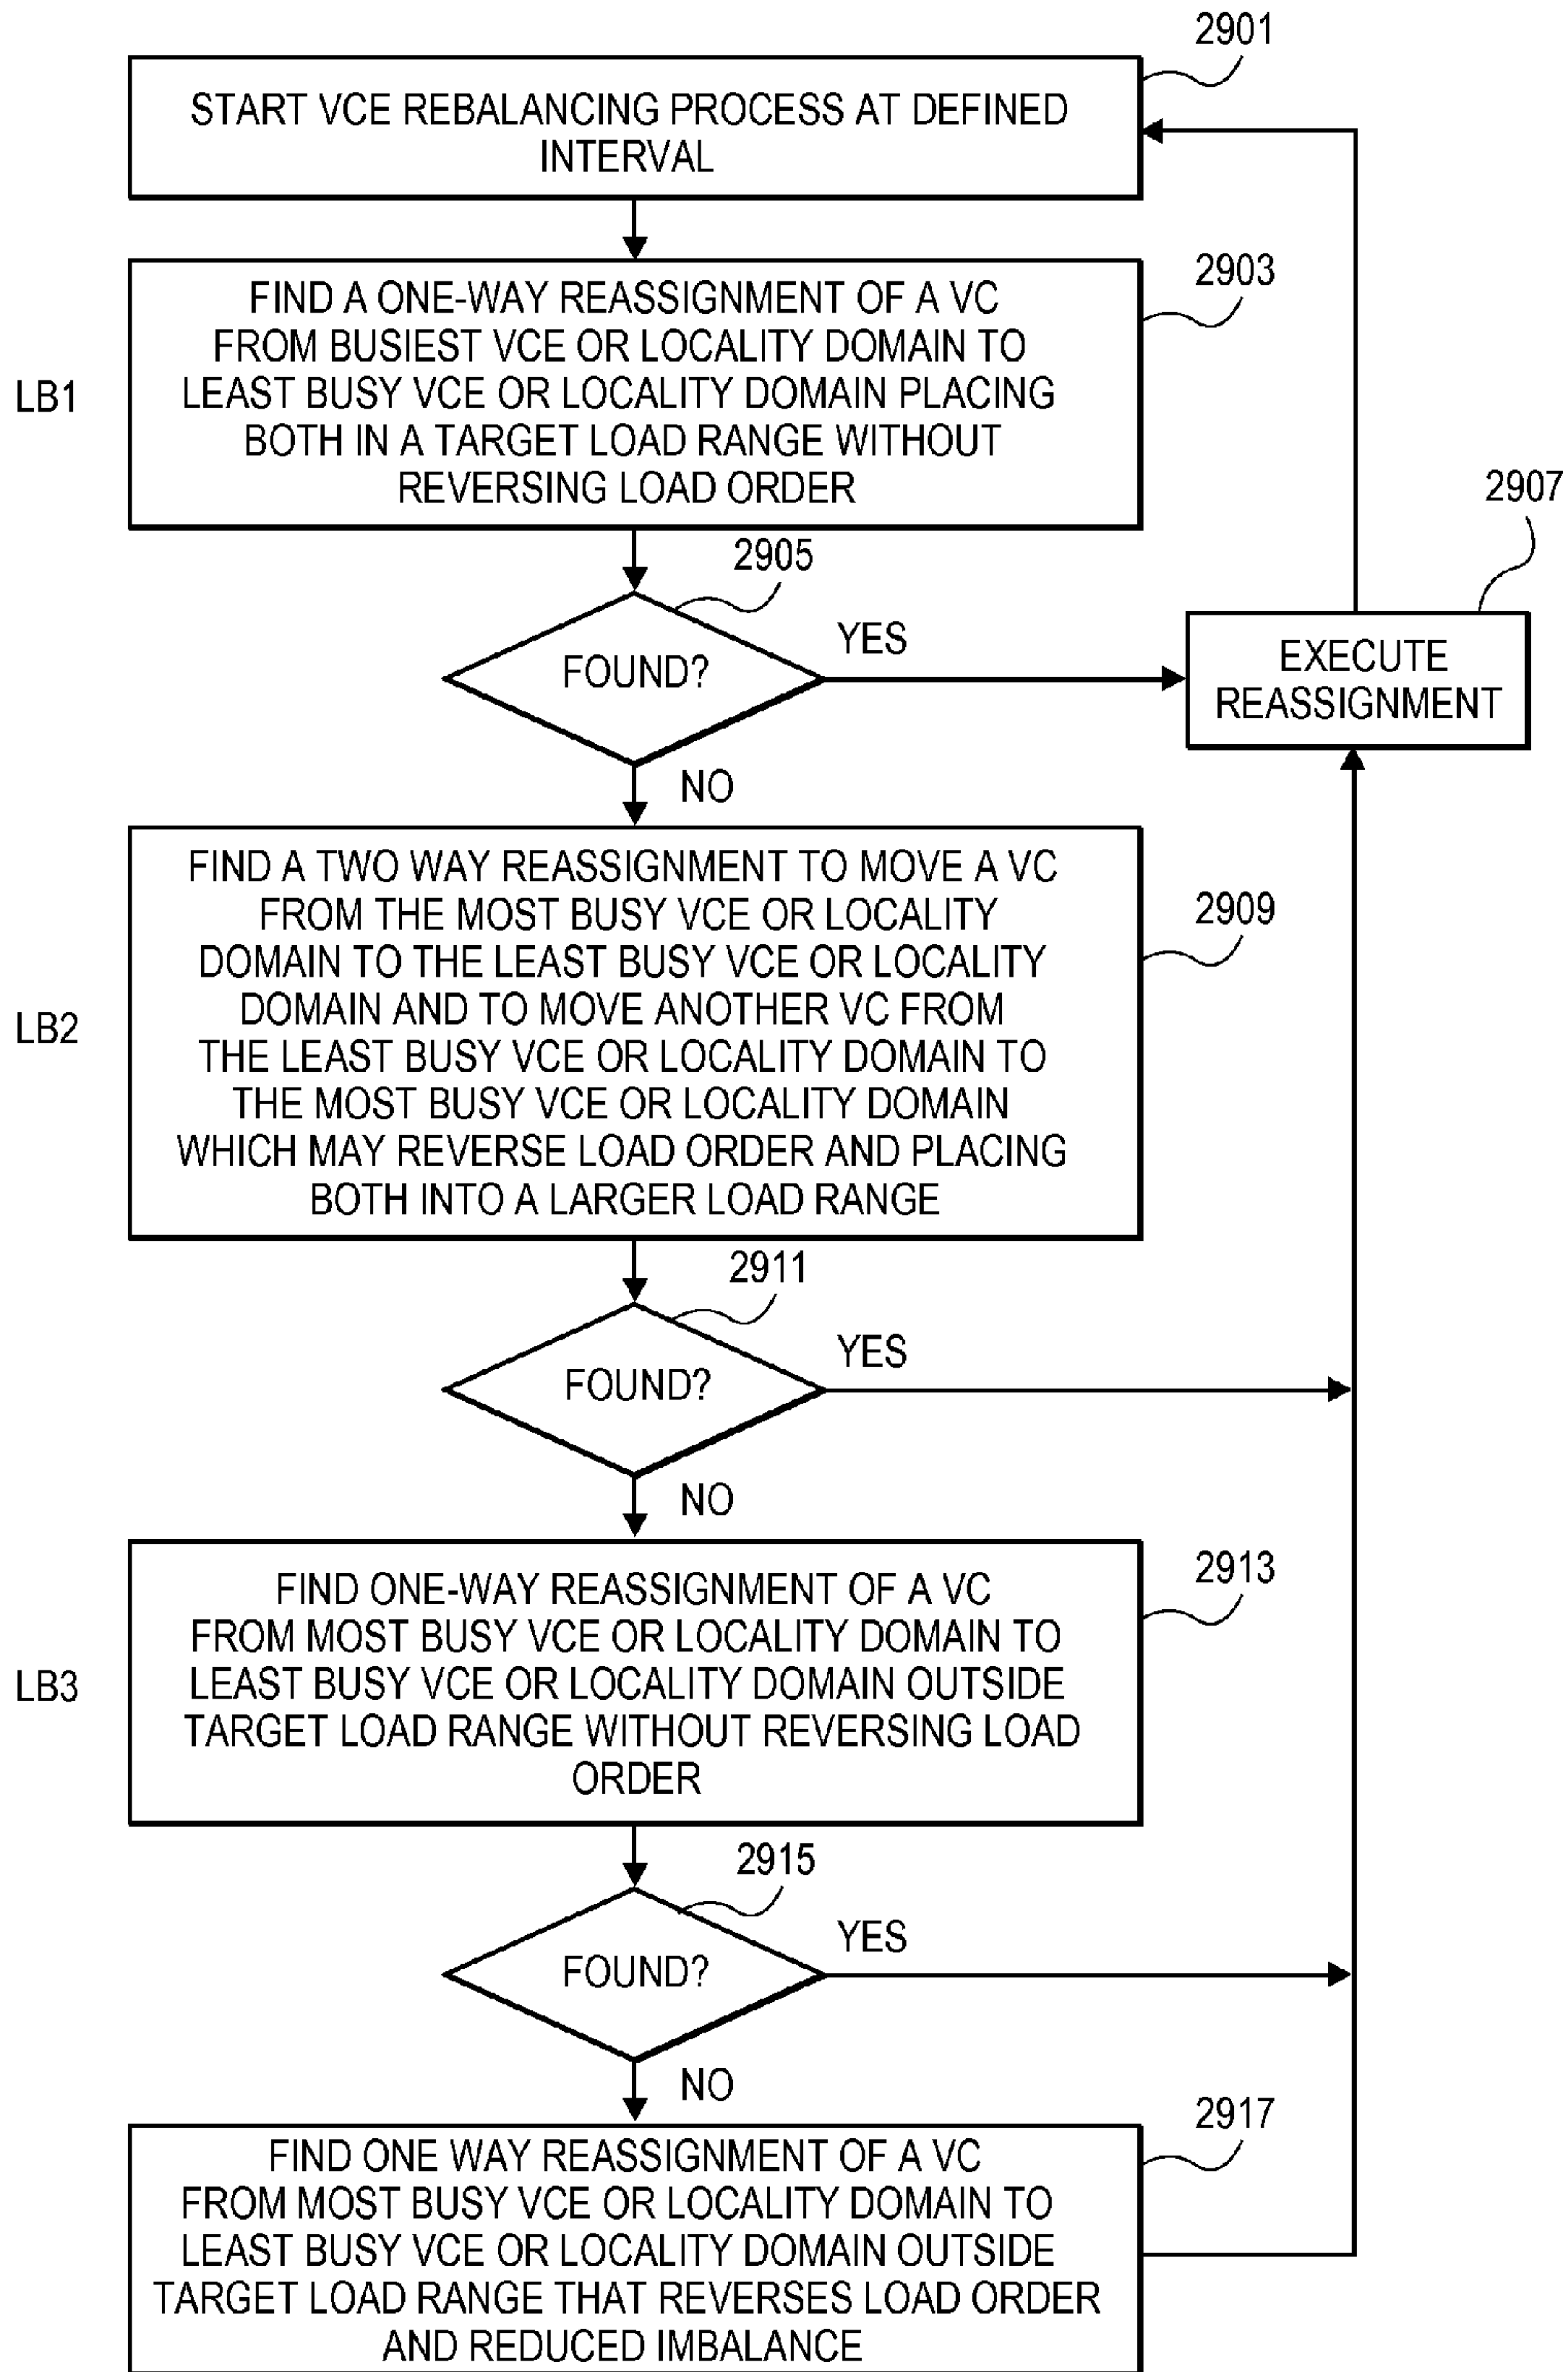 2901
START VCE REBALANCING PROCESS AT DEFINED
INTERVAL
2903
LB1
FIND A ONE-WAY REASSIGNMENT OF A VC
FROM BUSIEST VCE OR LOCALITY DOMAIN TO
LEAST BUSY VCE OR LOCALITY DOMAIN PLACING
BOTH IN A TARGET LOAD RANGE WITHOUT
REVERSING LOAD ORDER
2905
FOUND?
YES
2907
EXECUTE
REASSIGNMENT
NO
LB2
FIND A TWO WAY REASSIGNMENT TO MOVE A VC
FROM THE MOST BUSY VCE OR LOCALITY
DOMAIN TO THE LEAST BUSY VCE OR LOCALITY
DOMAIN AND TO MOVE ANOTHER VC FROM
THE LEAST BUSY VCE OR LOCALITY DOMAIN TO
THE MOST BUSY VCE OR LOCALITY DOMAIN
WHICH MAY REVERSE LOAD ORDER AND PLACING
BOTH INTO A LARGER LOAD RANGE
2909
2911
FOUND?
YES
NO
LB3
FIND ONE-WAY REASSIGNMENT OF A VC
FROM MOST BUSY VCE OR LOCALITY DOMAIN TO
LEAST BUSY VCE OR LOCALITY DOMAIN OUTSIDE
TARGET LOAD RANGE WITHOUT REVERSING LOAD
ORDER
2913
2915
FOUND?
YES
NO
2917
FIND ONE WAY REASSIGNMENT OF A VC
FROM MOST BUSY VCE OR LOCALITY DOMAIN TO
LEAST BUSY VCE OR LOCALITY DOMAIN OUTSIDE
TARGET LOAD RANGE THAT REVERSES LOAD ORDER
AND REDUCED IMBALANCE